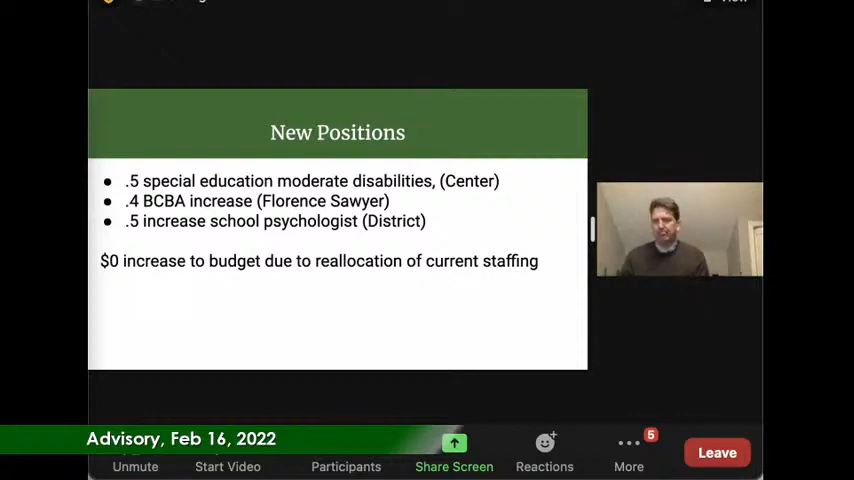 New Positions
● .5 special education moderate disabilities, (Center)
● .4 BCBA increase (Florence Sawyer)
● .5 increase school psychologist (District)
$0 increase to budget due to reallocation of current staffing
Advisory, Feb 16, 2022
5
Leave
Unmute
Start Video
Participants
Share Screen
Reactions
More